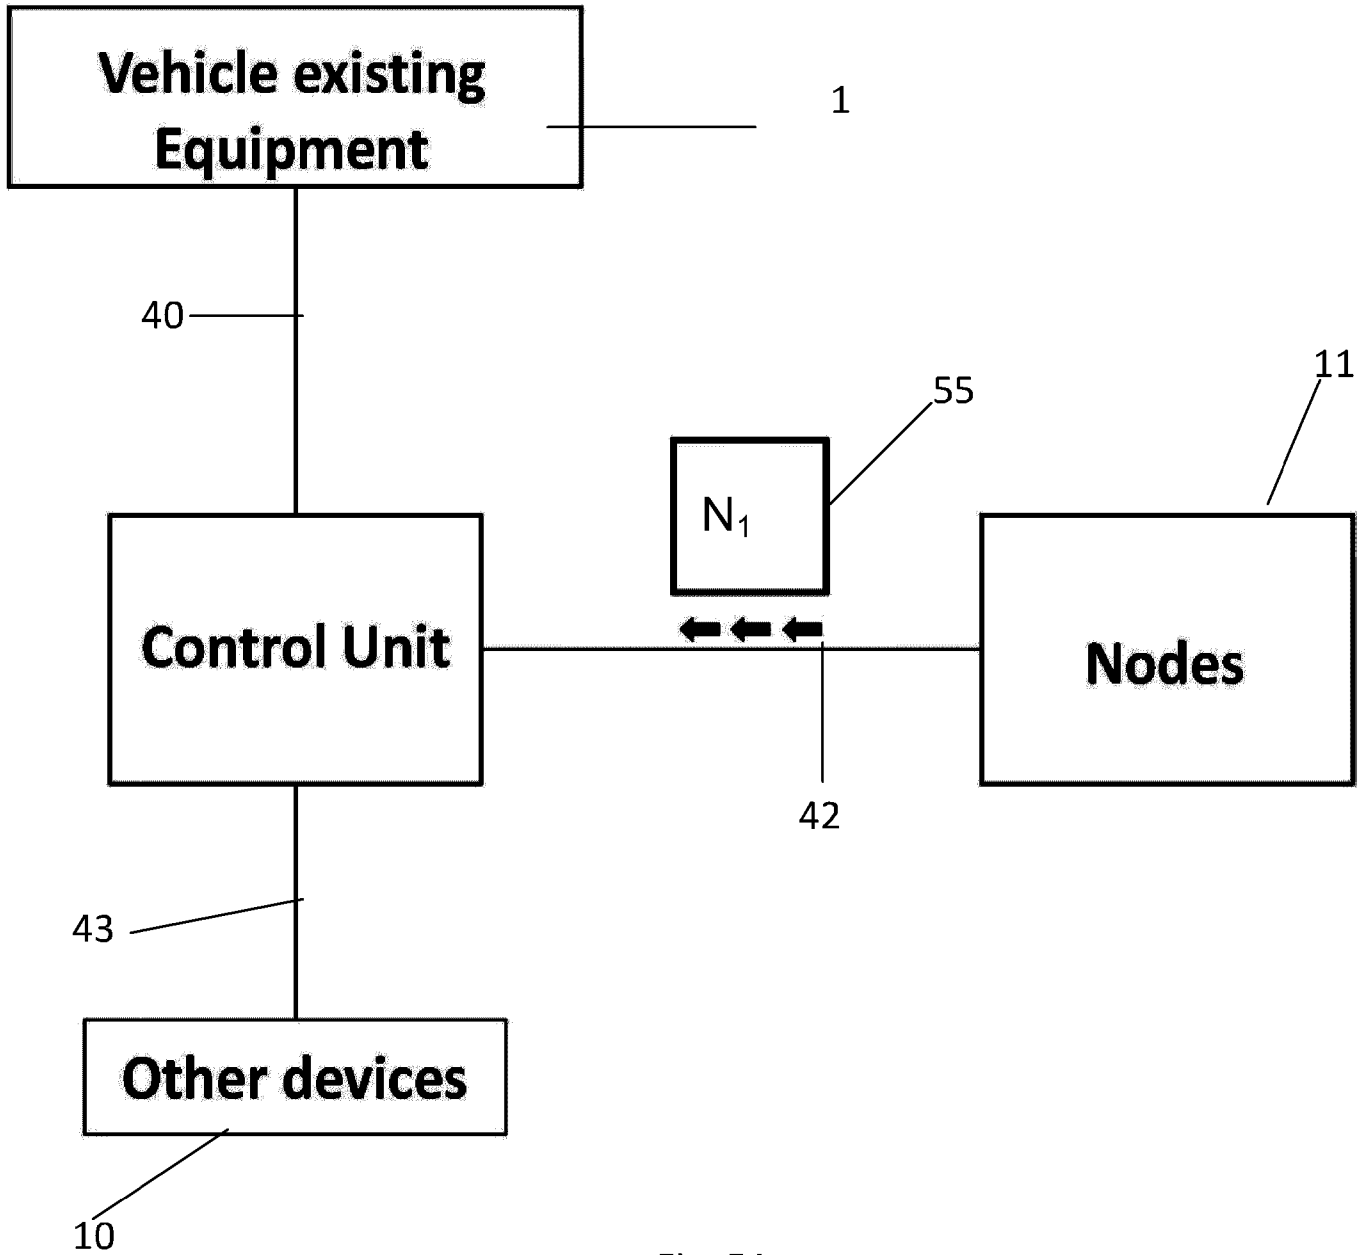 Vehicle existing
Equipment
1
40
11
55
N₁
Control Unit
Nodes
42
43
Other devices
10